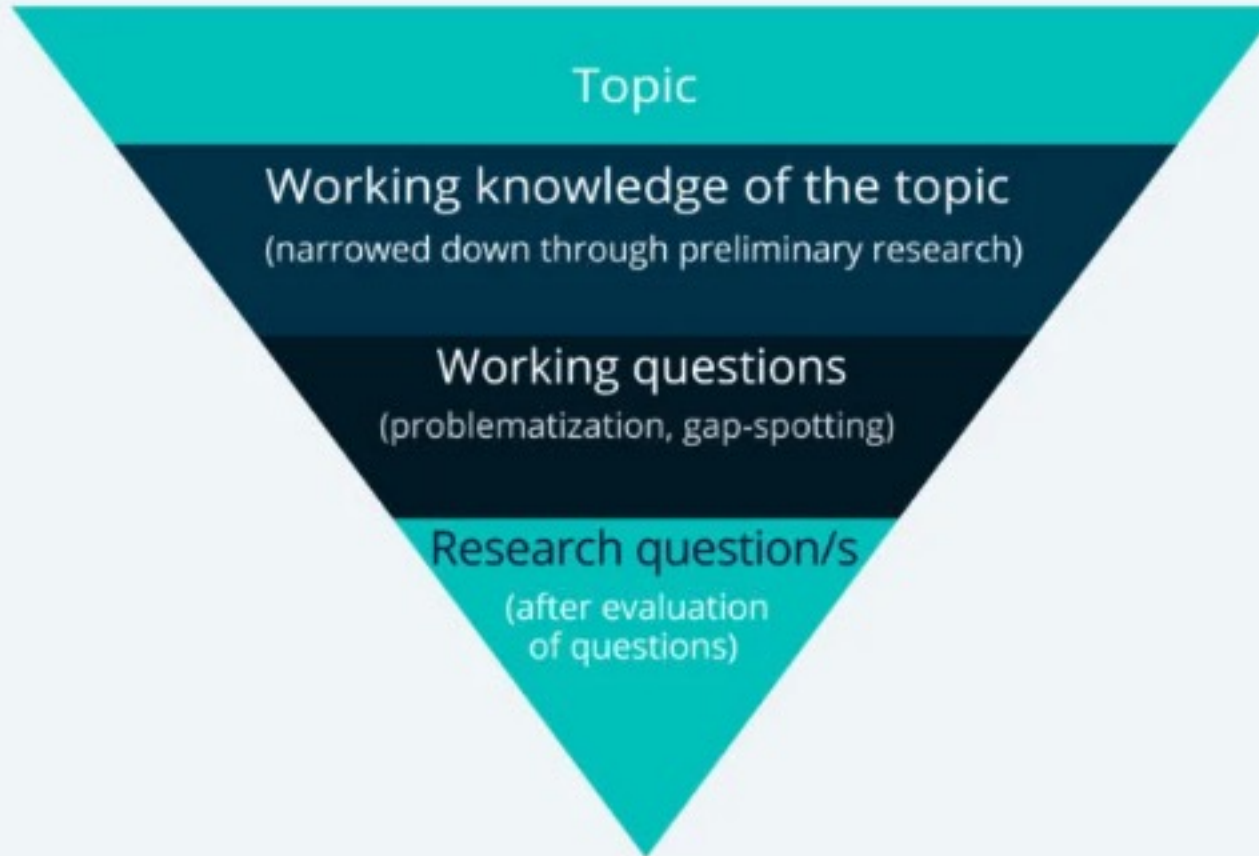 Topic
Working knowledge of the topic
(narrowed down through preliminary research)
Working questions
(problematization, gap-spotting)
Research question/s
(after evaluation
of questions)